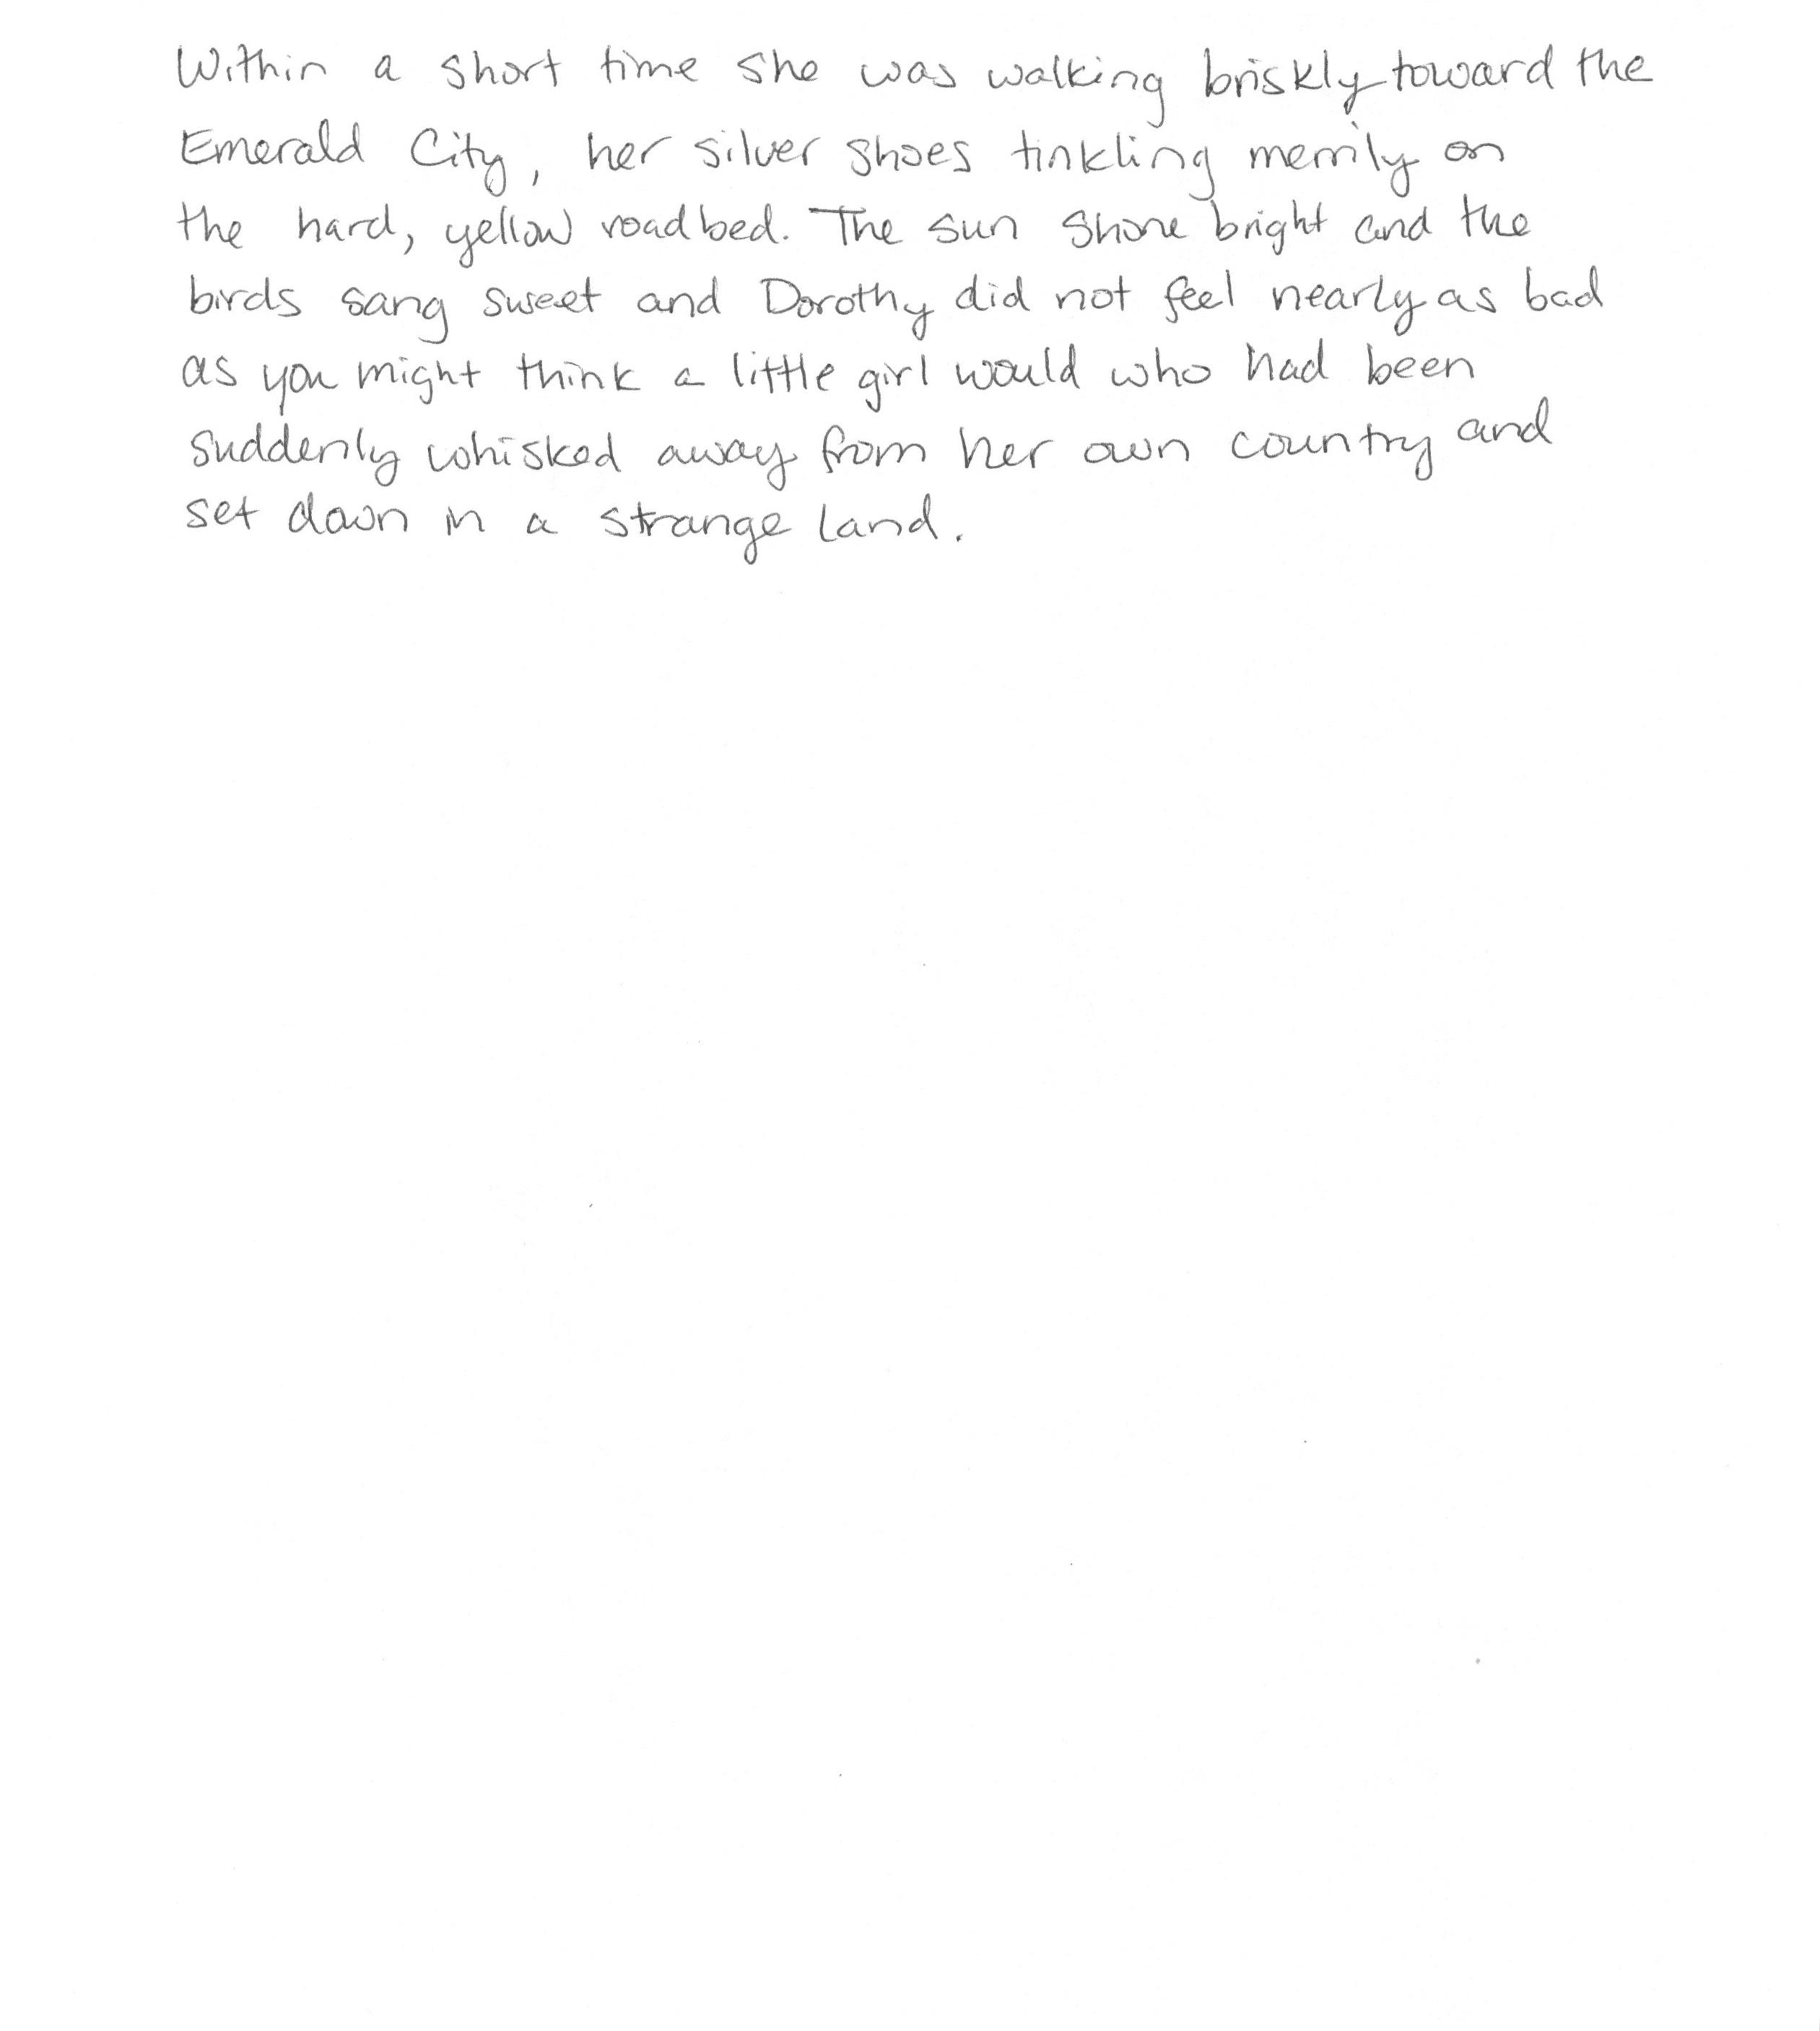 Within a short time she was walking briskly toward the
Emerald City, her silver shoes tinkling merrily on
the hard, yellow roadbed. The sun shone bright and the
birds sang sweet and Dorothy did not feel nearly as bad
as you might think a little girl would who had been
suddenly whisked away from her own country and
set down in a strange land.